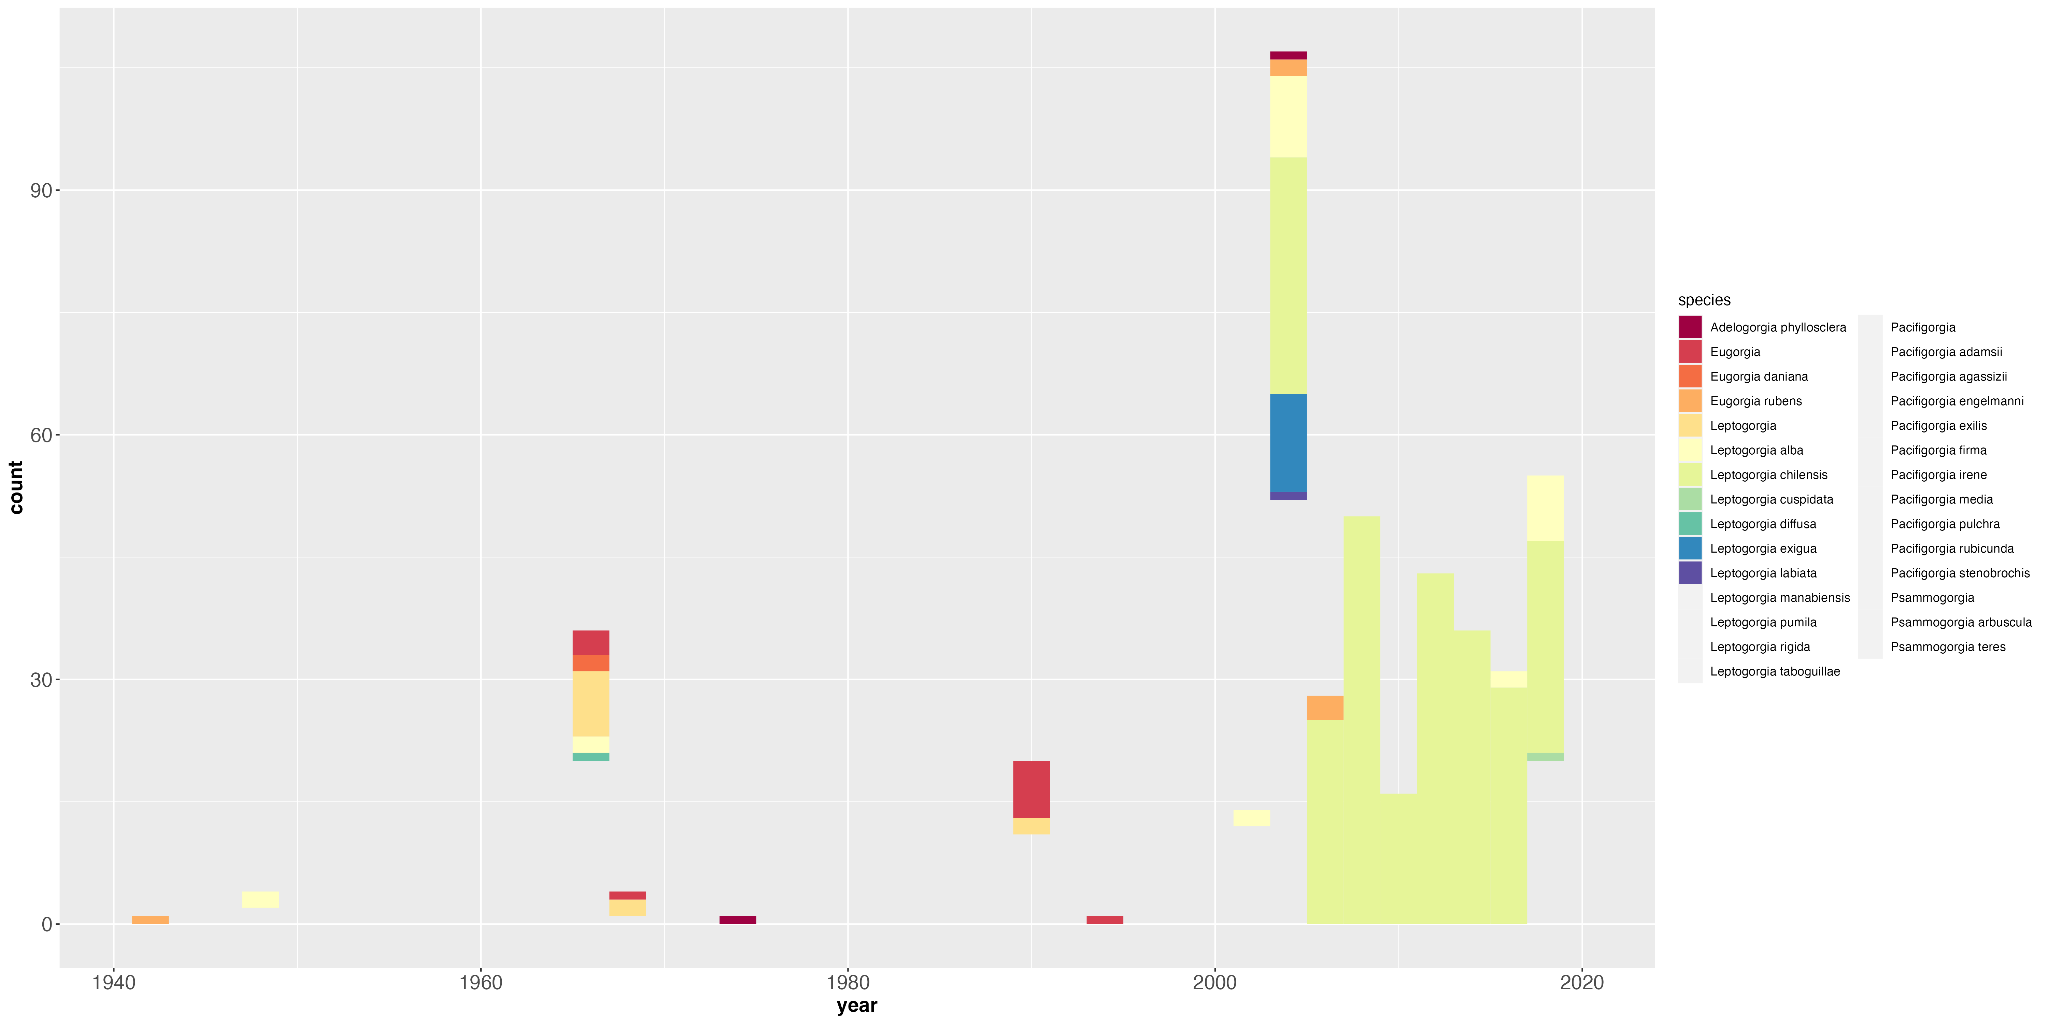 90
60
30
0
count
1940
1960
1980
2000
2020
year
species
Adelogorgia phyllosclera
Eugorgia
Eugorgia daniana
Eugorgia rubens
Leptogorgia
Leptogorgia alba
Leptogorgia chilensis
Leptogorgia cuspidata
Leptogorgia diffusa
Leptogorgia exigua
Leptogorgia labiata
Leptogorgia manabiensis
Leptogorgia pumila
Leptogorgia rigida
Leptogorgia taboguillae
Pacifigorgia
Pacifigorgia adamsii
Pacifigorgia agassizii
Pacifigorgia engelmanni
Pacifigorgia exilis
Pacifigorgia firma
Pacifigorgia irene
Pacifigorgia media
Pacifigorgia pulchra
Pacifigorgia rubicunda
Pacifigorgia stenobrochis
Psammogorgia
Psammogorgia arbuscula
Psammogorgia teres